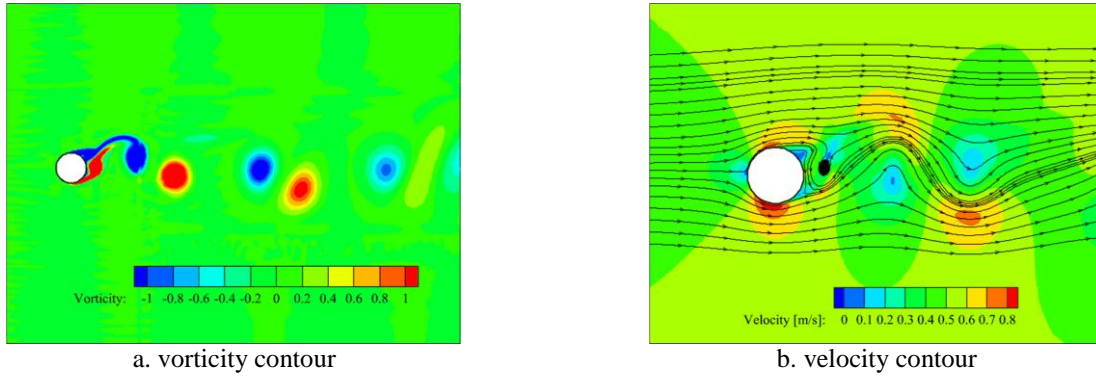 Vorticity: -1 -0.8 -0.6 -0.4 -0.2 0 0.2 0.4 0.6 0.8 1
Velocity [m/s]: 0 0.1 0.2 0.3 0.4 0.5 0.6 0.7 0.8
a. vorticity contour
b. velocity contour